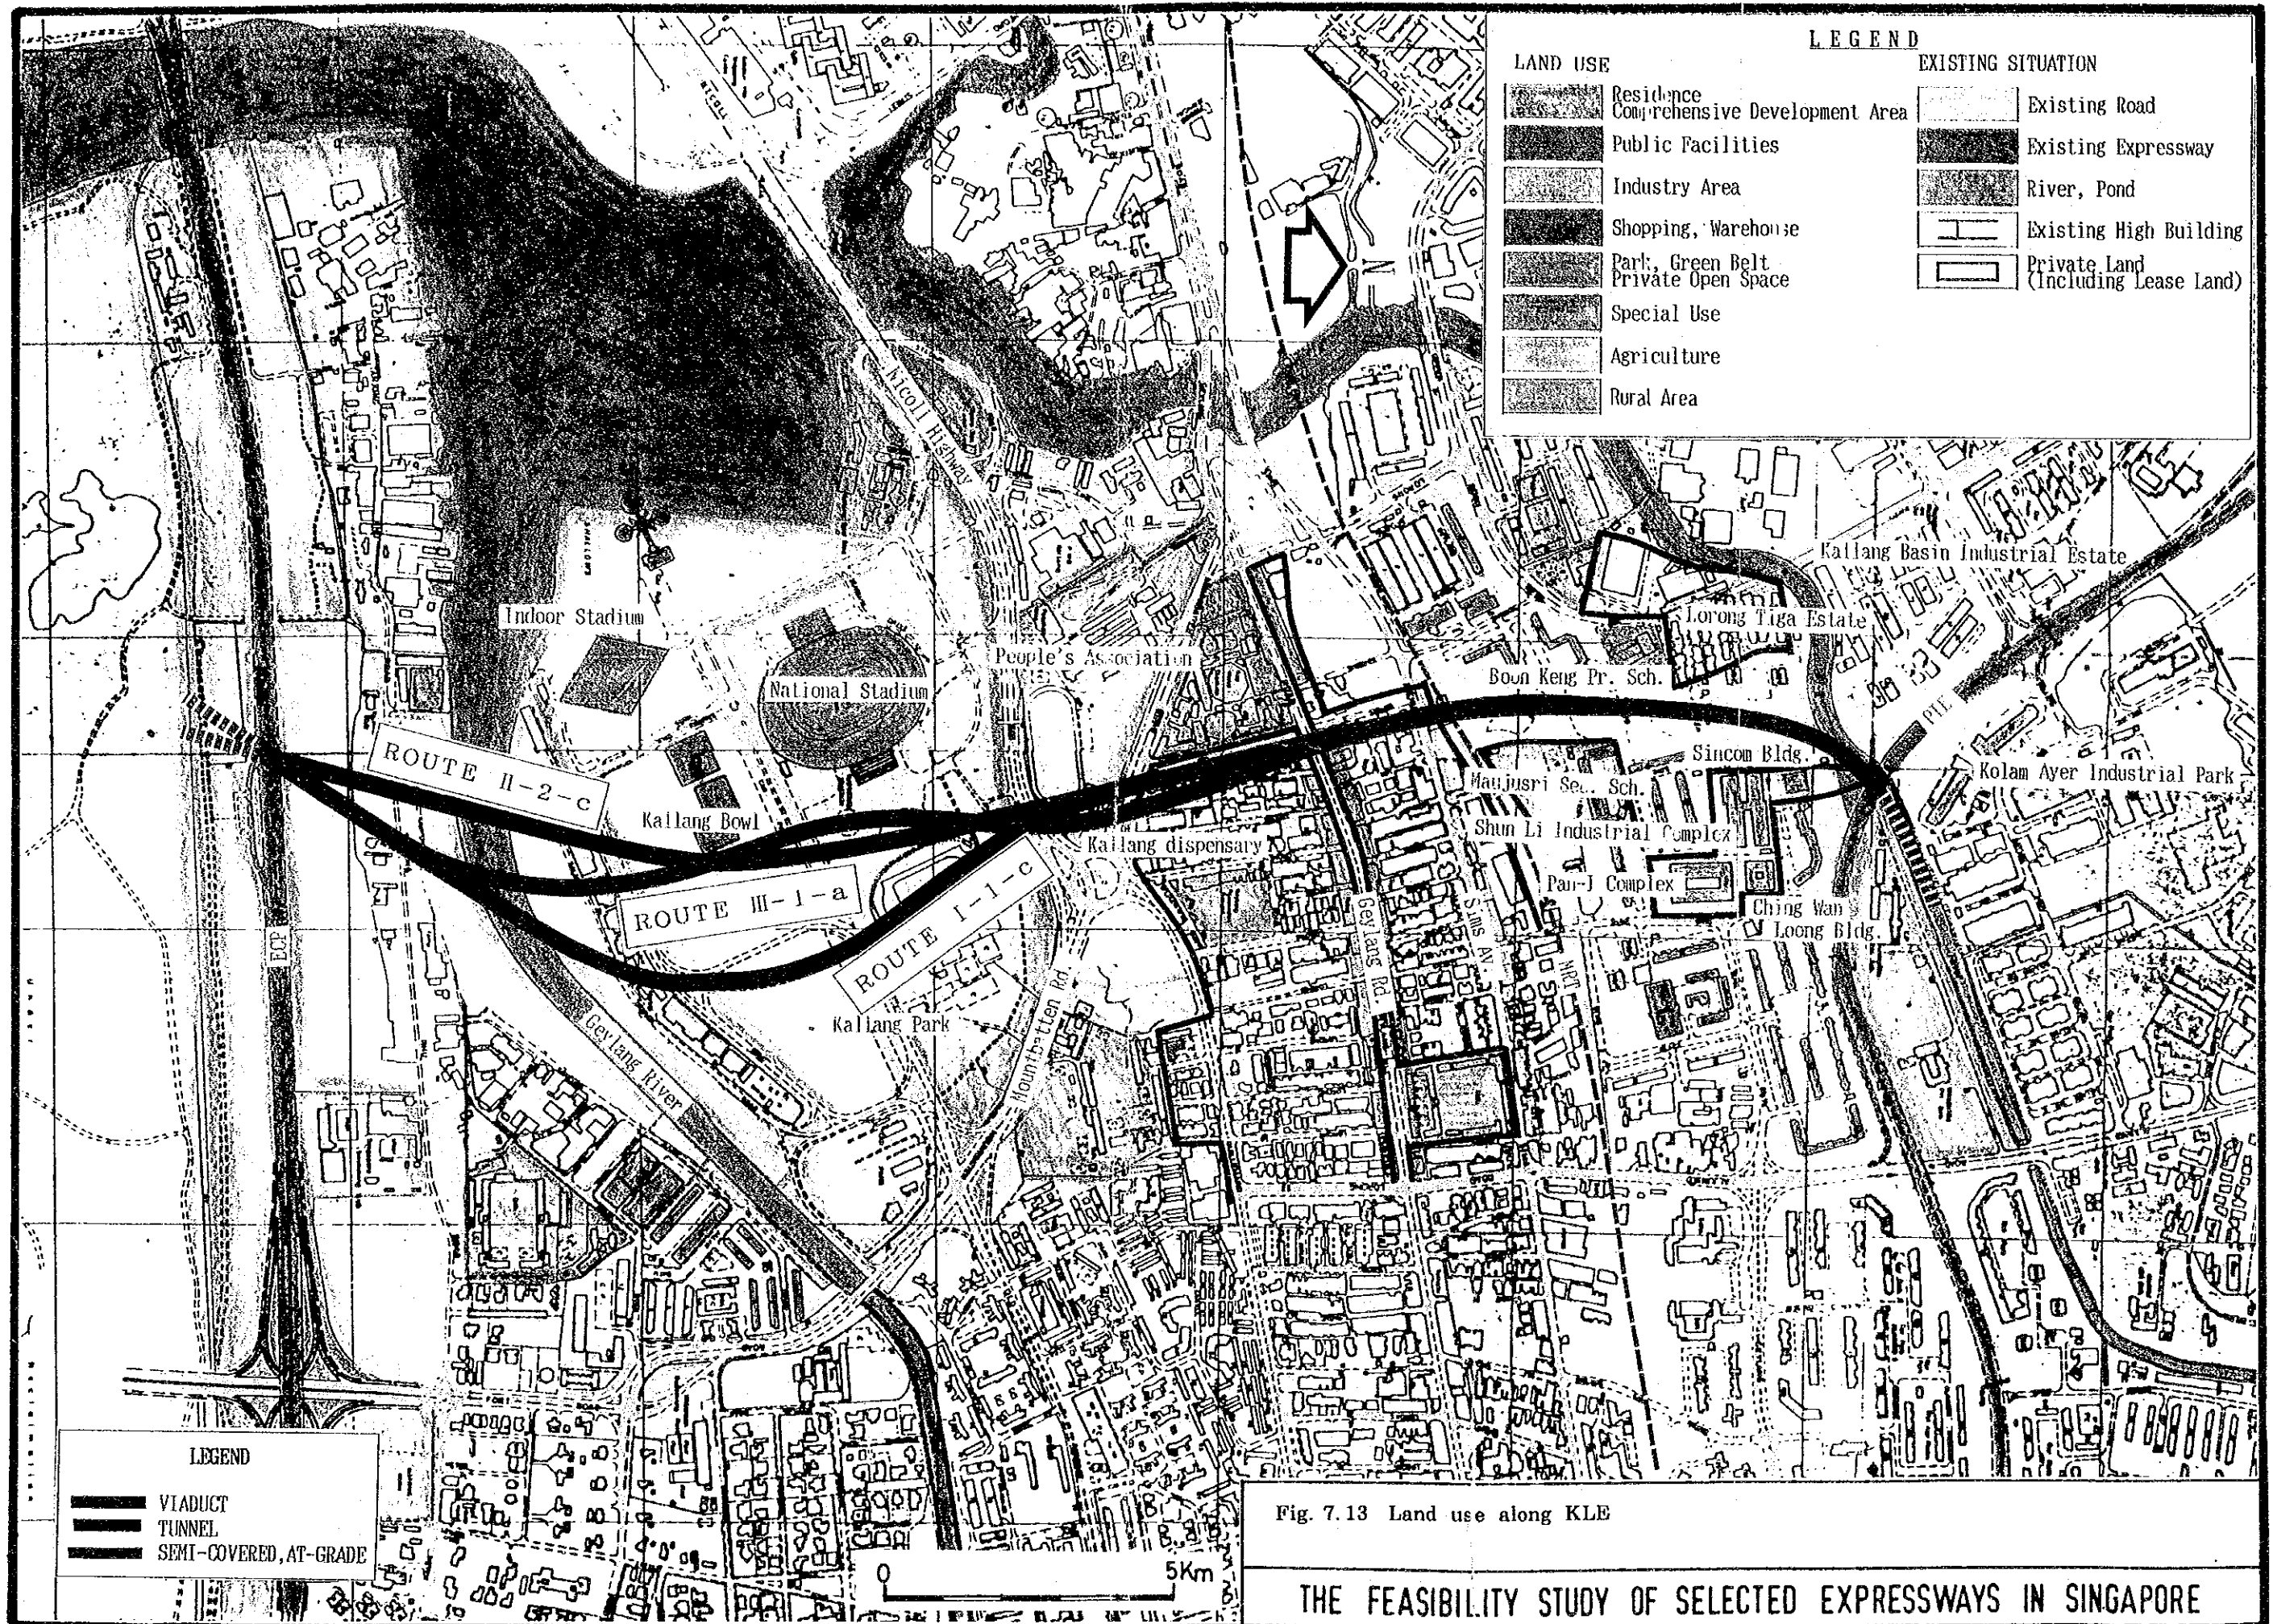 LEGEND
LAND USE
Residence
Comprehensive Development Area
Public Facilities
Industry Area
Shopping, Warehouse
Park, Green Belt
Private Open Space
Special Use
Agriculture
Rural Area
EXISTING SITUATION
Existing Road
Existing Expressway
River, Pond
Existing High Building
Private Land
(Including Lease Land)
N
Nicoll Highway
Kallang Basin Industrial Estate
Indoor Stadium
Lorong Tiga Estate
People's Association
National Stadium
Boon Keng Pr. Sch.
PIE
ROUTE II-2-c
Sincom Bldg.
Kolam Ayer Industrial Park
Manjusri Sec. Sch.
Kallang Bowl
Shun Li Industrial Complex
Kallang dispensary
Pan-I Complex
ROUTE III-1-a
ROUTE I-1-c
Ching Wan
Loong Bldg.
ECP
Geylang Rd
Sims Av
MRT
Kallang Park
Mountbatten Rd
Geylang River
LEGEND
VIADUCT
TUNNEL
SEMI-COVERED, AT-GRADE
0 5Km
Fig. 7.13 Land use along KLE
THE FEASIBILITY STUDY OF SELECTED EXPRESSWAYS IN SINGAPORE